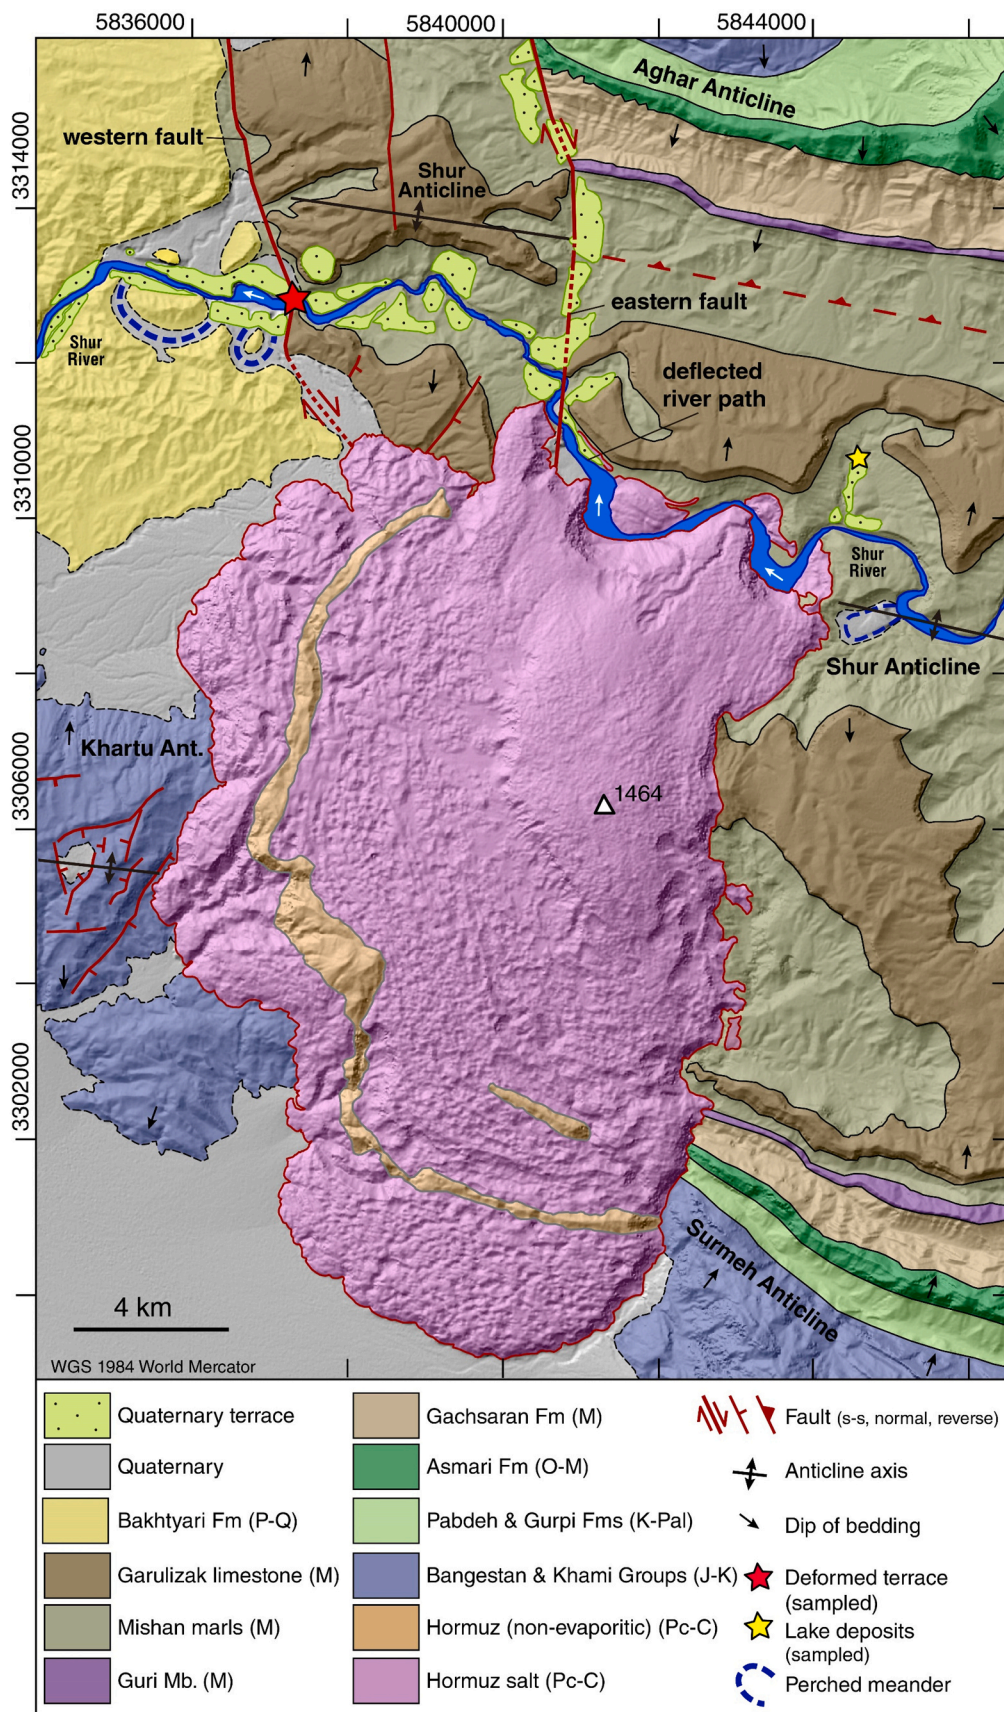 5836000
5840000
5844000
Aghar Anticline
western fault
3314000
Shur
Anticline
eastern fault
Shur
River
deflected
river path
3310000
Shur
River
Shur Anticline
Khartu Ant.
3306000
1464
3302000
Surmeh Anticline
4 km
WGS 1984 World Mercator
Quaternary terrace
Quaternary
Bakhtyari Fm (P-Q)
Garulizak limestone (M)
Mishan marls (M)
Guri Mb. (M)
Gachsaran Fm (M)
Asmari Fm (O-M)
Pabdeh & Gurpi Fms (K-Pal)
Bangestan & Khami Groups (J-K)
Hormuz (non-evaporitic) (Pc-C)
Hormuz salt (Pc-C)
Fault (s-s, normal, reverse)
Anticline axis
Dip of bedding
Deformed terrace
(sampled)
Lake deposits
(sampled)
Perched meander